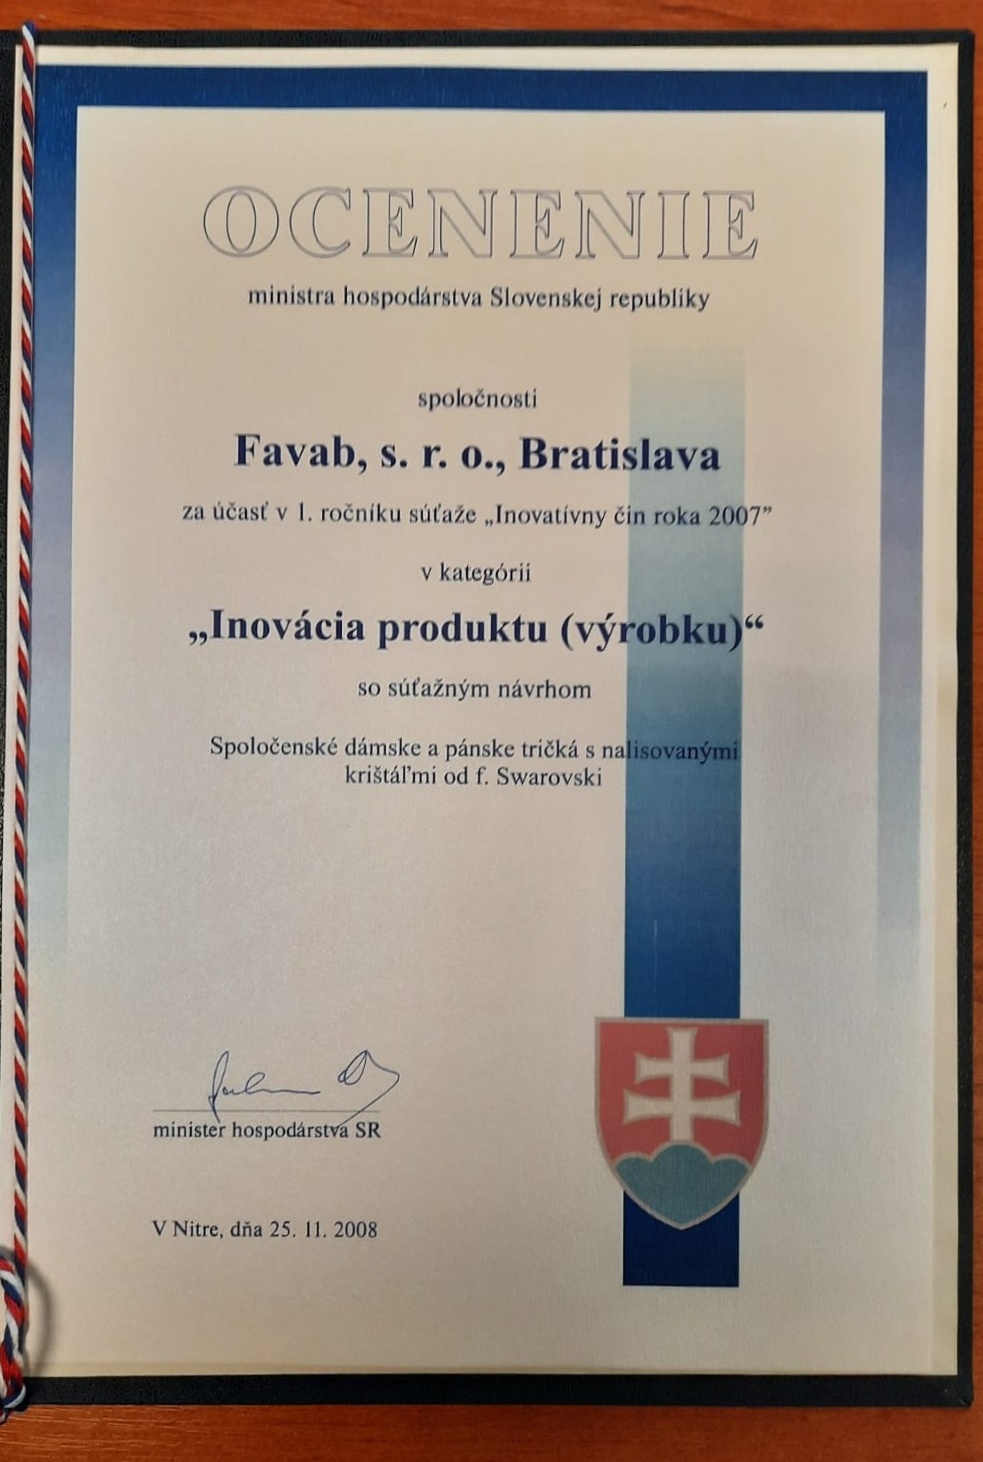 OCENENIE
ministra hospodárstva Slovenskej republiky
spoločnosti
Favab, s. r. o., Bratislava
za účasť v 1. ročníku súťaže „Inovatívny čin roka 2007”
v kategórii
„Inovácia produktu (výrobku)“
so súťažným návrhom
Spoločenské dámske a pánske tričká s nalisovanými
krištáľmi od f. Swarovski
minister hospodárstva SR
V Nitre, dňa 25. 11. 2008